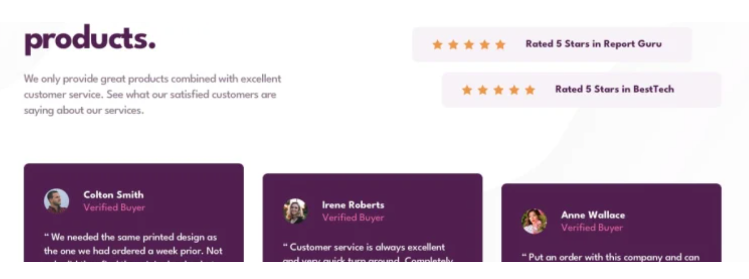 products.
We only provide great products combined with excellent
customer service. See what our satisfied customers are
saying about our services.
Rated 5 Stars in Report Guru
Rated 5 Stars in BestTech
Colton Smith
Verified Buyer
“ We needed the same printed design as
the one we had ordered a week prior. Not
Irene Roberts
Verified Buyer
“ Customer service is always excellent
and very quick turn around. Completely
Anne Wallace
Verified Buyer
“ Put an order with this company and can